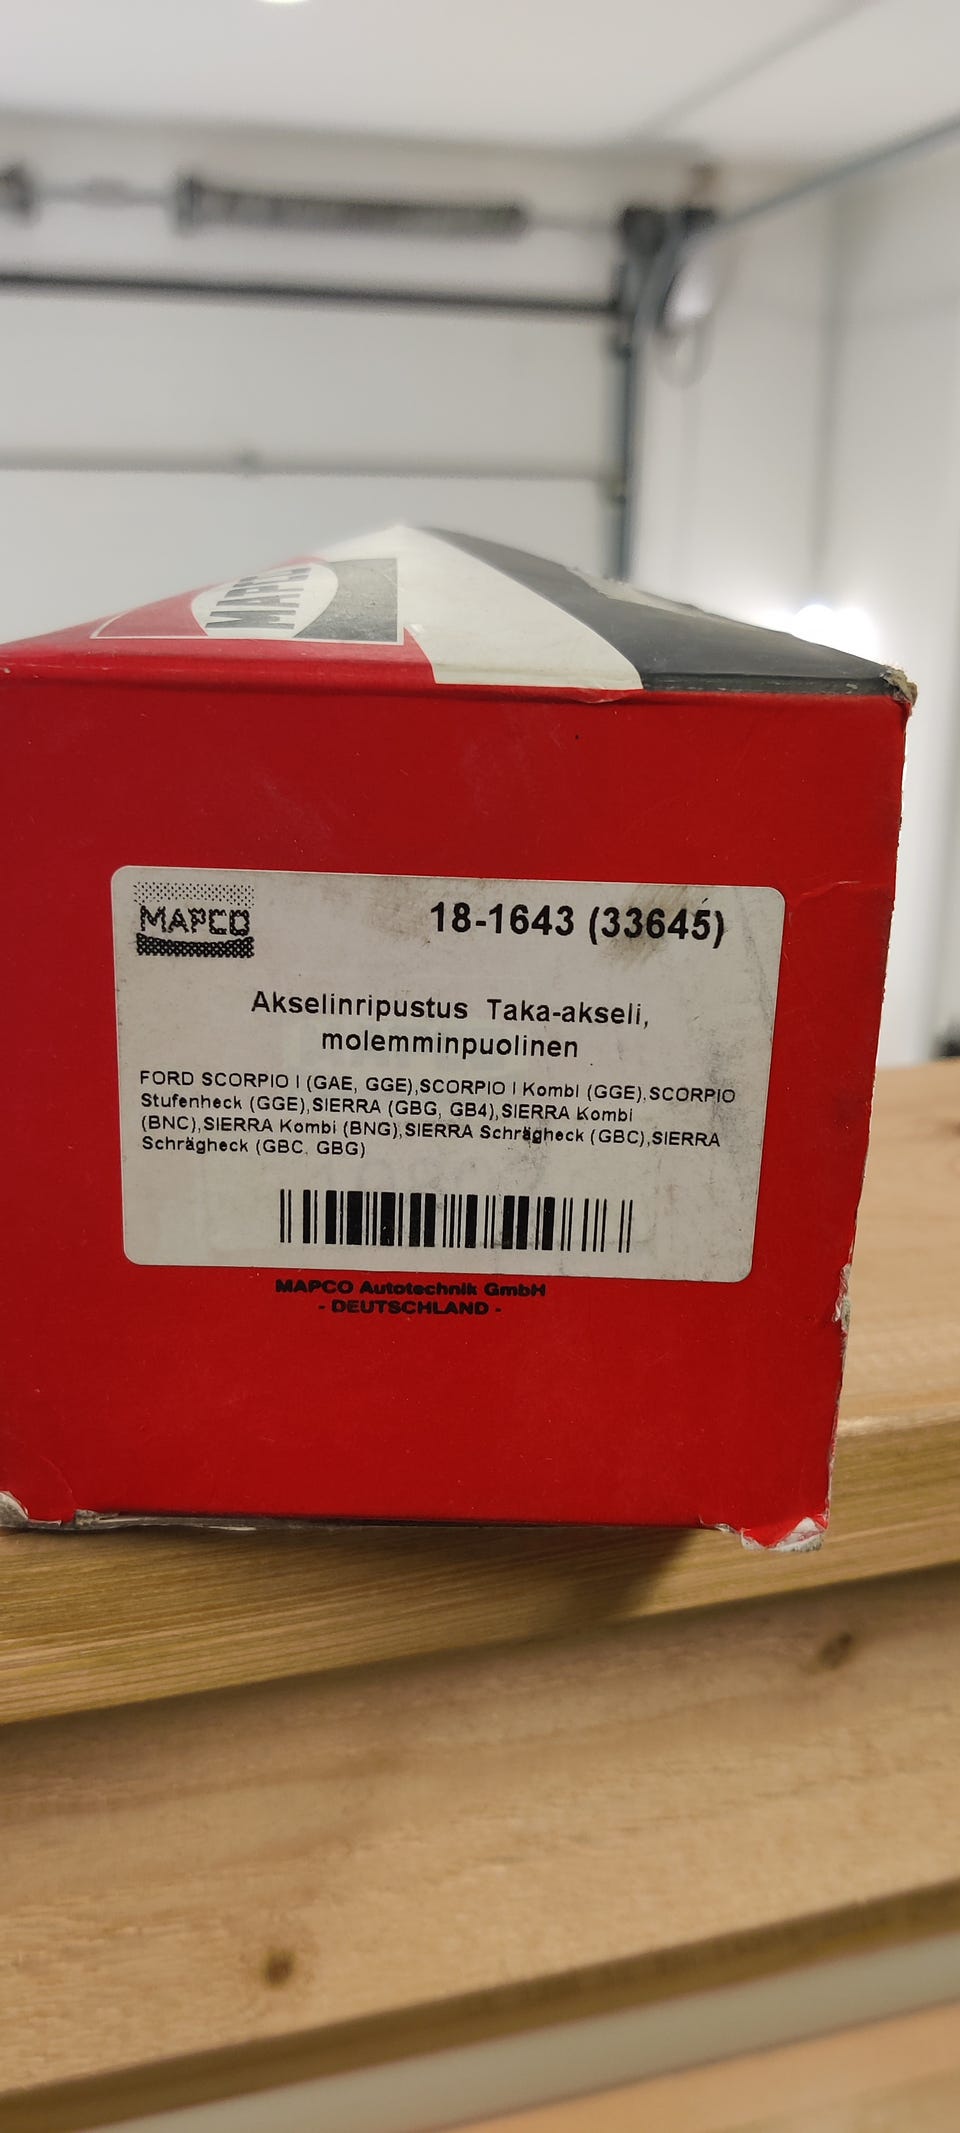 MAPCO
MAPCO
18-1643 (33645)
Akselinripustus Taka-akseli,
molemminpuolinen
FORD SCORPIO I (GAE, GGE),SCORPIO I Kombi (GGE),SCORPIO
Stufenheck (GGE),SIERRA (GBG, GB4),SIERRA Kombi
(BNC),SIERRA Kombi (BNG),SIERRA Schrägheck (GBC),SIERRA
Schrägheck (GBC, GBG)
MAPCO Autotechnik GmbH
- DEUTSCHLAND -